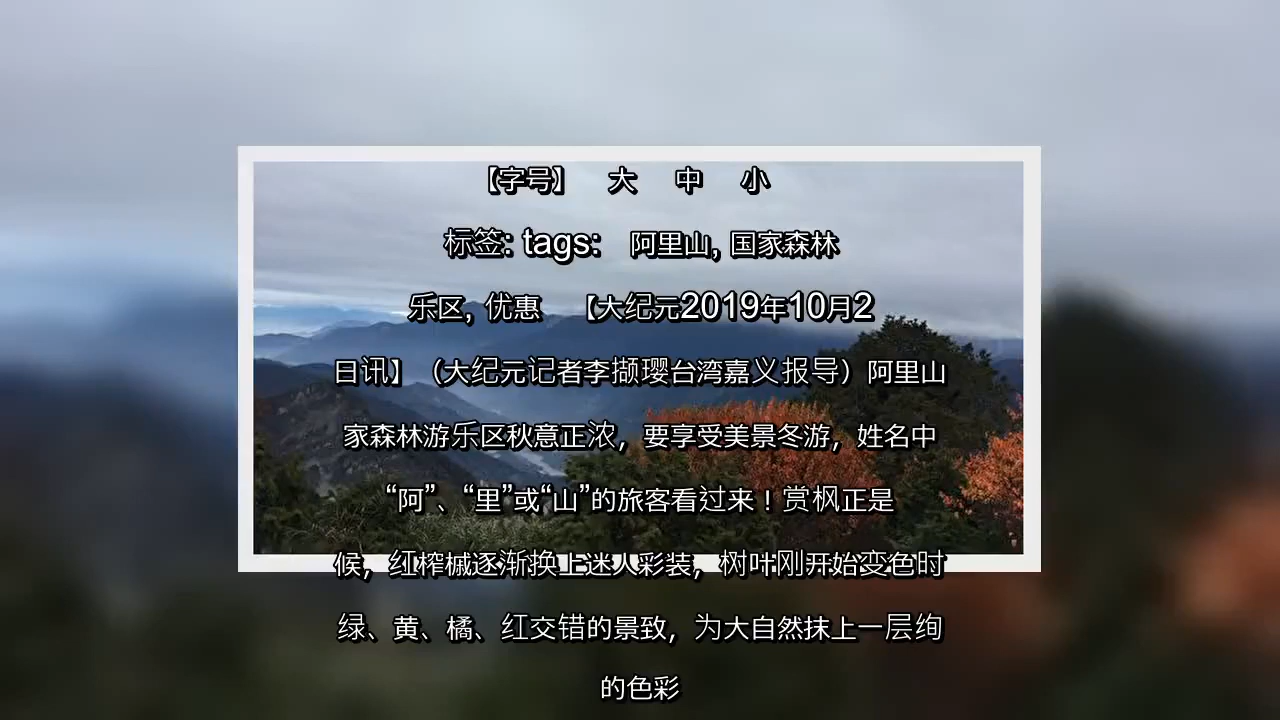 【字号】 大 中 小
标签: tags: 阿里山, 国家森林
乐区, 优惠 【大纪元2019年10月2
日讯】（大纪元记者李撷璎台湾嘉义报导）阿里山
家森林游乐区秋意正浓，要享受美景冬游，姓名中
“阿”、“里”或“山”的旅客看过来！赏枫正是
候，红榨槭逐渐换上迷人彩装，树叶刚开始变色时
绿、黄、橘、红交错的景致，为大自然抹上一层绚
的色彩